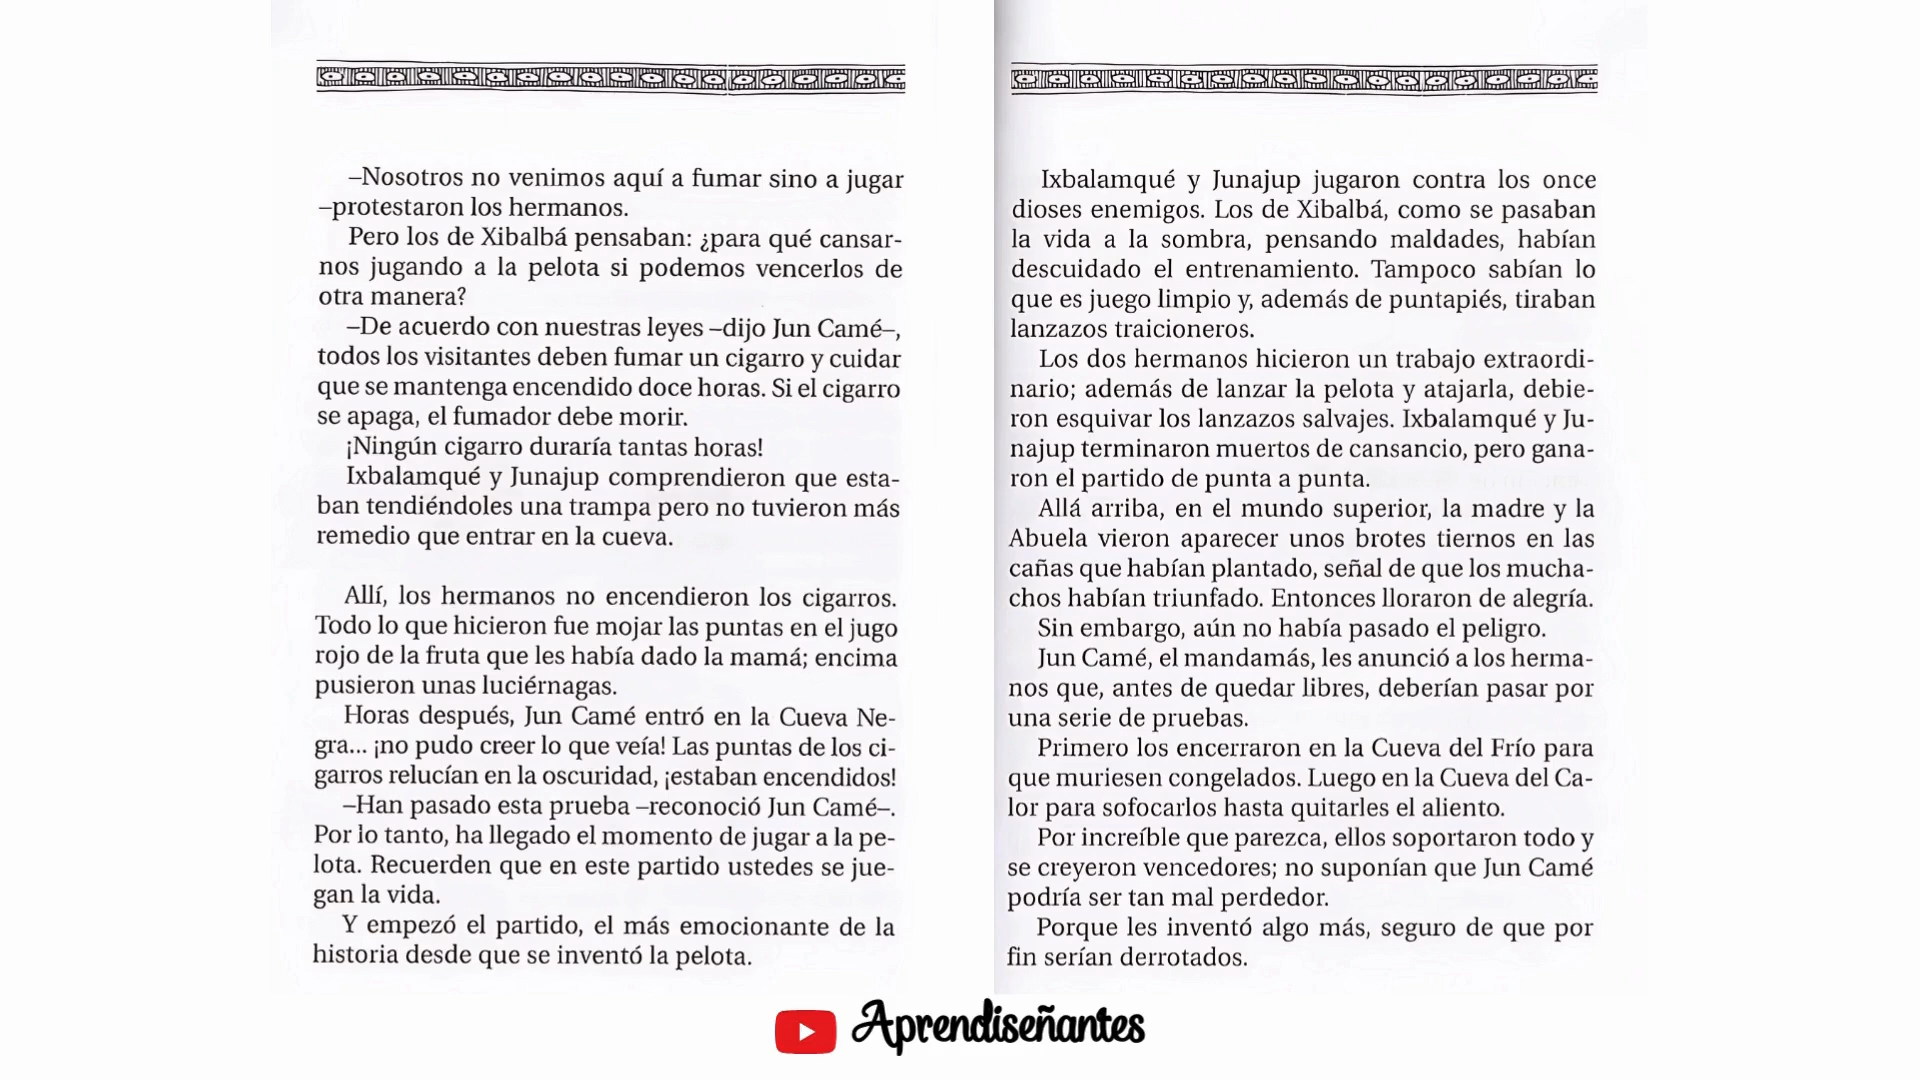 –Nosotros no venimos aquí a fumar sino a jugar
–protestaron los hermanos.
Pero los de Xibalbá pensaban: ¿para qué cansar-
nos jugando a la pelota si podemos vencerlos de
otra manera?
–De acuerdo con nuestras leyes –dijo Jun Camé–,
todos los visitantes deben fumar un cigarro y cuidar
que se mantenga encendido doce horas. Si el cigarro
se apaga, el fumador debe morir.
¡Ningún cigarro duraría tantas horas!
Ixbalamqué y Junajup comprendieron que esta-
ban tendiéndoles una trampa pero no tuvieron más
remedio que entrar en la cueva.
Allí, los hermanos no encendieron los cigarros.
Todo lo que hicieron fue mojar las puntas en el jugo
rojo de la fruta que les había dado la mamá; encima
pusieron unas luciérnagas.
Horas después, Jun Camé entró en la Cueva Ne-
gra... ¡no pudo creer lo que veía! Las puntas de los ci-
garros relucían en la oscuridad, ¡estaban encendidos!
–Han pasado esta prueba –reconoció Jun Camé–.
Por lo tanto, ha llegado el momento de jugar a la pe-
lota. Recuerden que en este partido ustedes se jue-
gan la vida.
Y empezó el partido, el más emocionante de la
historia desde que se inventó la pelota.
Ixbalamqué y Junajup jugaron contra los once
dioses enemigos. Los de Xibalbá, como se pasaban
la vida a la sombra, pensando maldades, habían
descuidado el entrenamiento. Tampoco sabían lo
que es juego limpio y, además de puntapiés, tiraban
lanzazos traicioneros.
Los dos hermanos hicieron un trabajo extraordi-
nario; además de lanzar la pelota y atajarla, debie-
ron esquivar los lanzazos salvajes. Ixbalamqué y Ju-
najup terminaron muertos de cansancio, pero gana-
ron el partido de punta a punta.
Allá arriba, en el mundo superior, la madre y la
Abuela vieron aparecer unos brotes tiernos en las
cañas que habían plantado, señal de que los mucha-
chos habían triunfado. Entonces lloraron de alegría.
Sin embargo, aún no había pasado el peligro.
Jun Camé, el mandamás, les anunció a los herma-
nos que, antes de quedar libres, deberían pasar por
una serie de pruebas.
Primero los encerraron en la Cueva del Frío para
que muriesen congelados. Luego en la Cueva del Ca-
lor para sofocarlos hasta quitarles el aliento.
Por increíble que parezca, ellos soportaron todo y
se creyeron vencedores; no suponían que Jun Camé
podría ser tan mal perdedor.
Porque les inventó algo más, seguro de que por
fin serían derrotados.
Aprendiseñantes